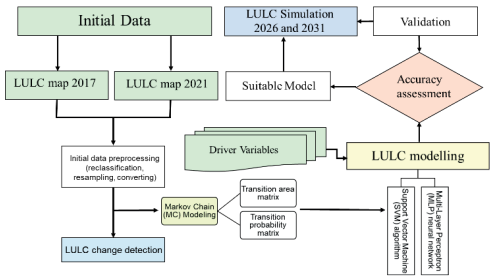 Initial Data
LULC map 2017
LULC map 2021
Initial data preprocessing
(reclassification,
resampling, converting)
LULC change detection
Markov Chain
(MC) Modeling
Transition area
matrix
Transition
probability
matrix
LULC Simulation
2026 and 2031
Validation
Suitable Model
Accuracy
assessment
Driver Variables
LULC modelling
Support Vector Machine
(SVM) algorithm
Multi-Layer Perceptron
(MLP) neural network